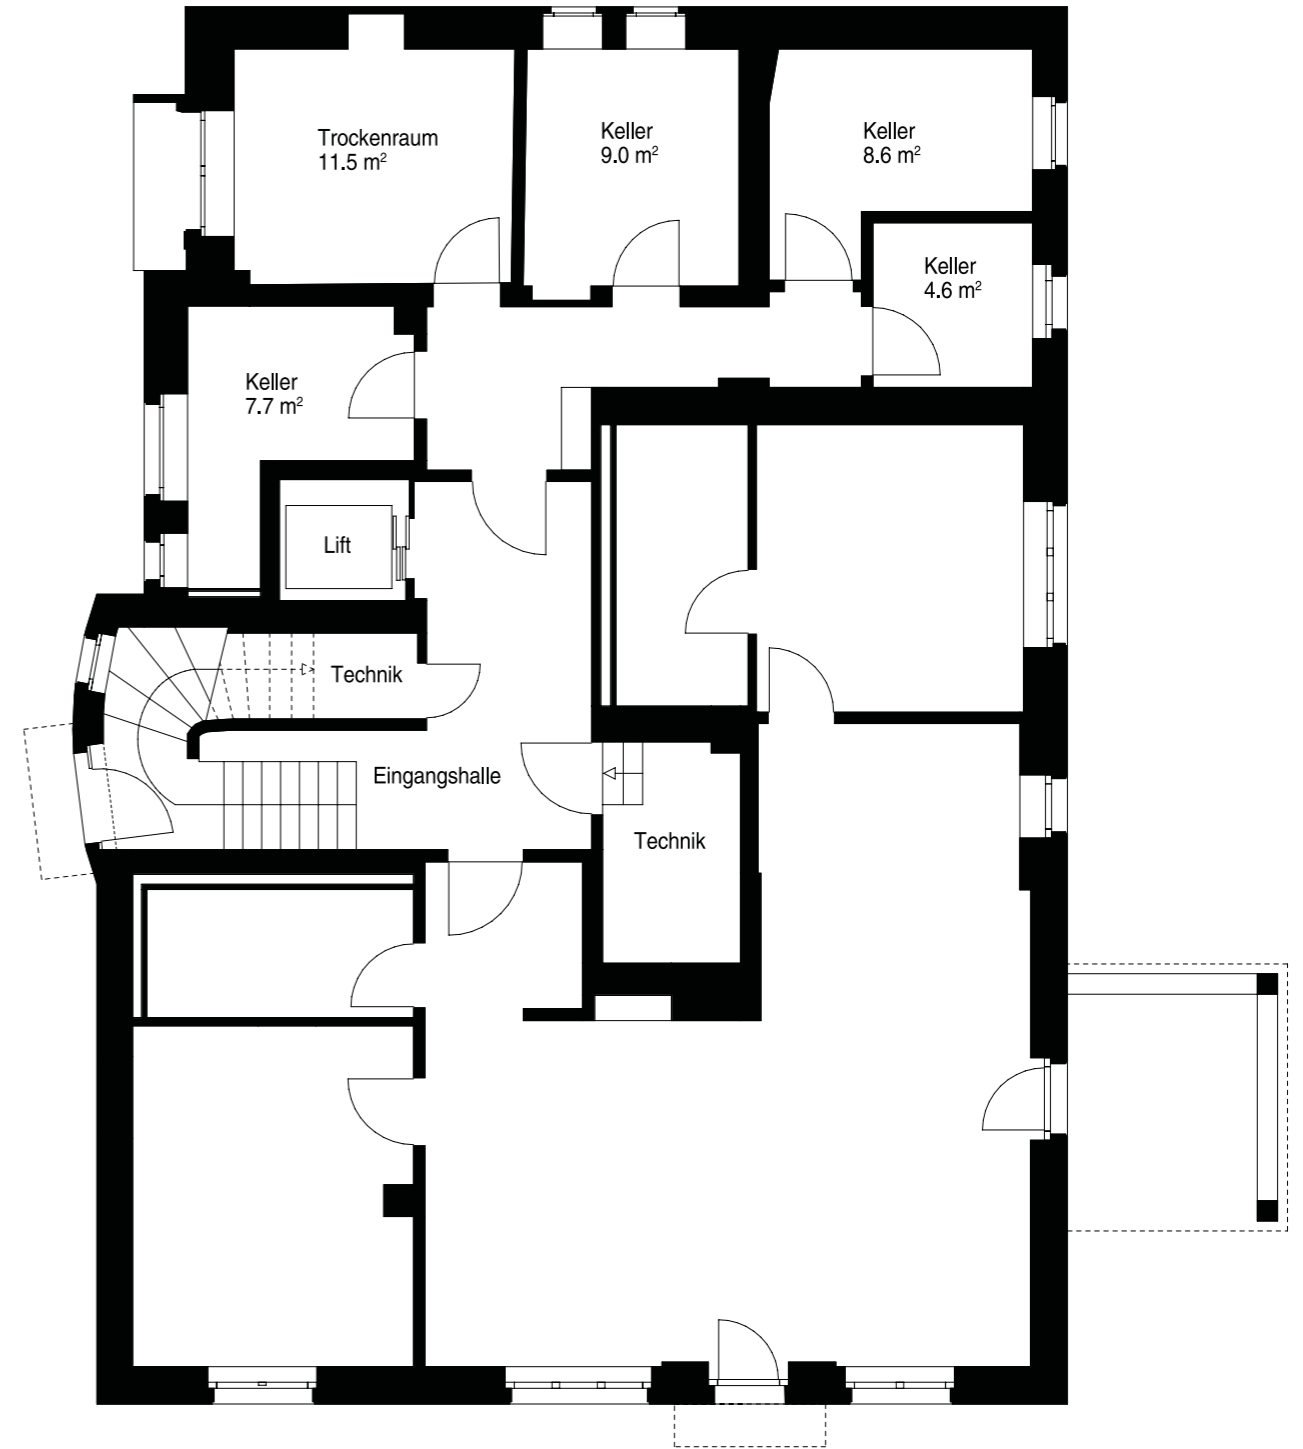 Trockenraum
11.5 m²
Keller
9.0 m²
Keller
8.6 m²
Keller
4.6 m²
Keller
7.7 m²
Lift
Technik
Eingangshalle
Technik